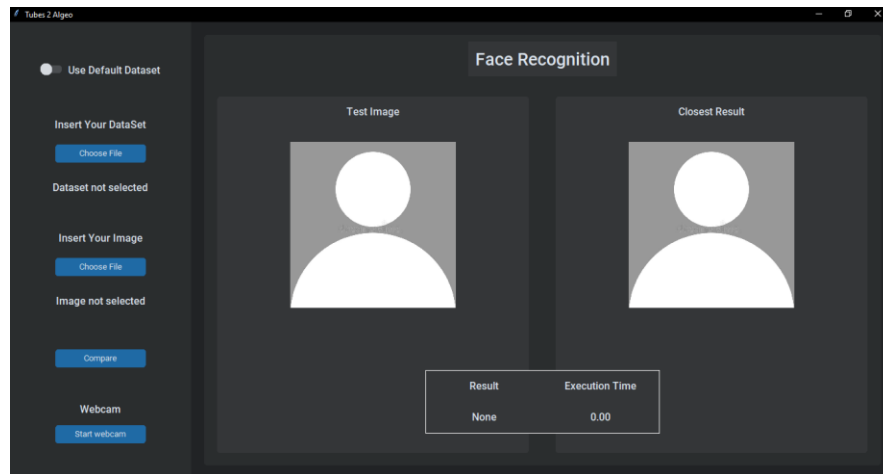 Tubes 2 Algeo
Use Default Dataset
Insert Your DataSet
Choose File
Dataset not selected
Insert Your Image
Choose File
Image not selected
Compare
Webcam
Start webcam
Face Recognition
Test Image
Closest Result
Result Execution Time
None 0.00